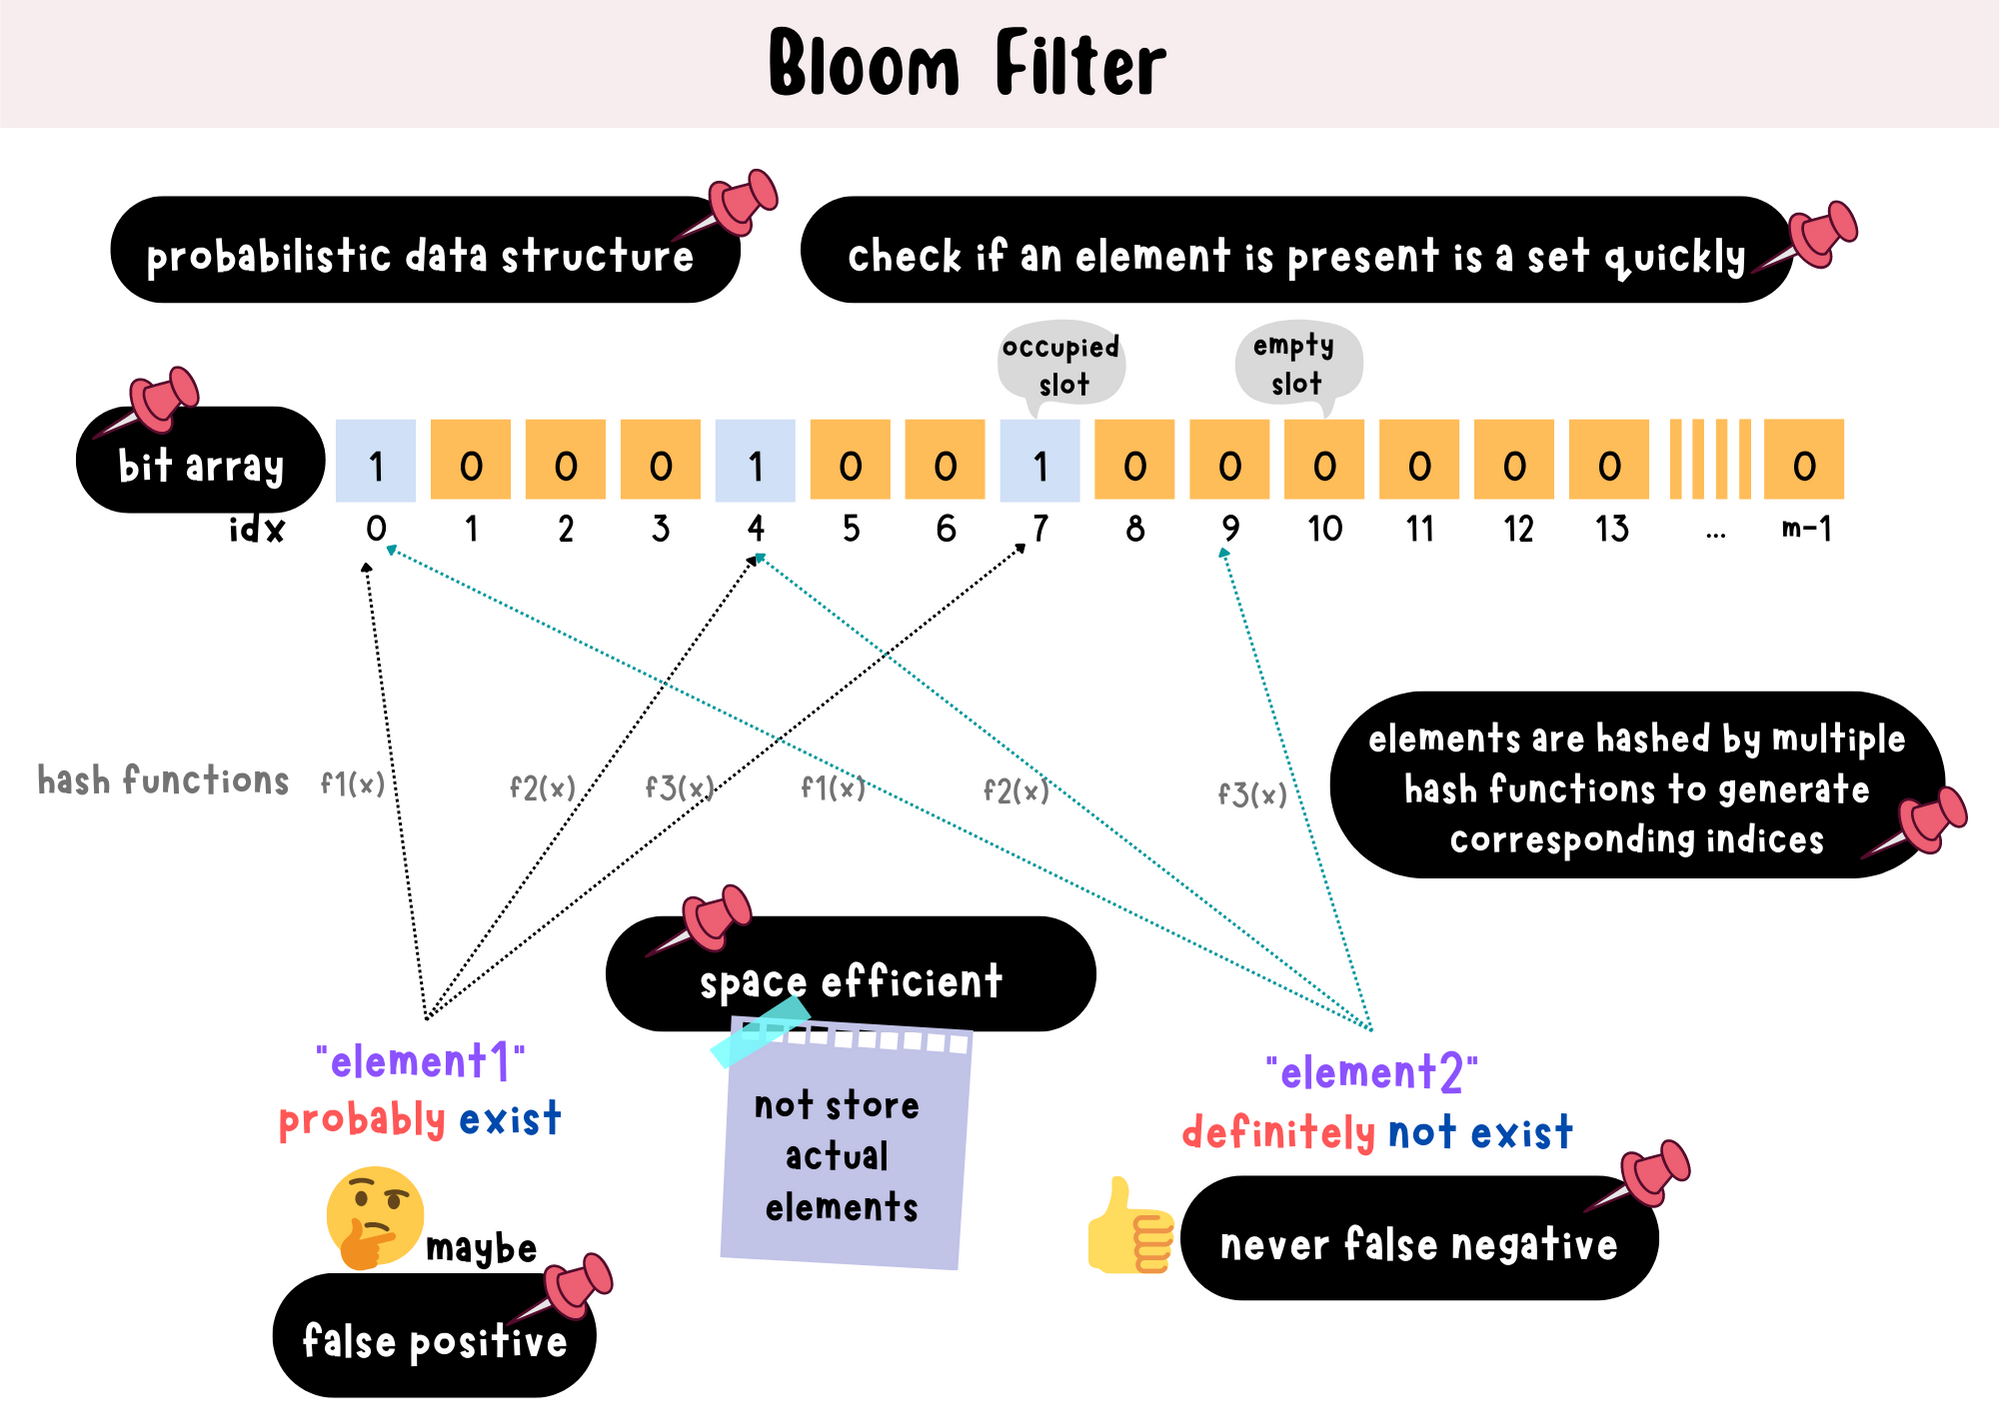 Bloom Filter
probabilistic data structure
check if an element is present is a set quickly
occupied
slot
empty
slot
bit array
1 0 0 0 1 0 0 1 0 0 0 0 0 0 0
idx
0 1 2 3 4 5 6 7 8 9 10 11 12 13 ... m-1
hash functions
f1(x) f2(x) f3(x) f1(x) f2(x) f3(x)
elements are hashed by multiple
hash functions to generate
corresponding indices
space efficient
not store
actual
elements
"element1"
probably exist
maybe
false positive
"element2"
definitely not exist
never false negative